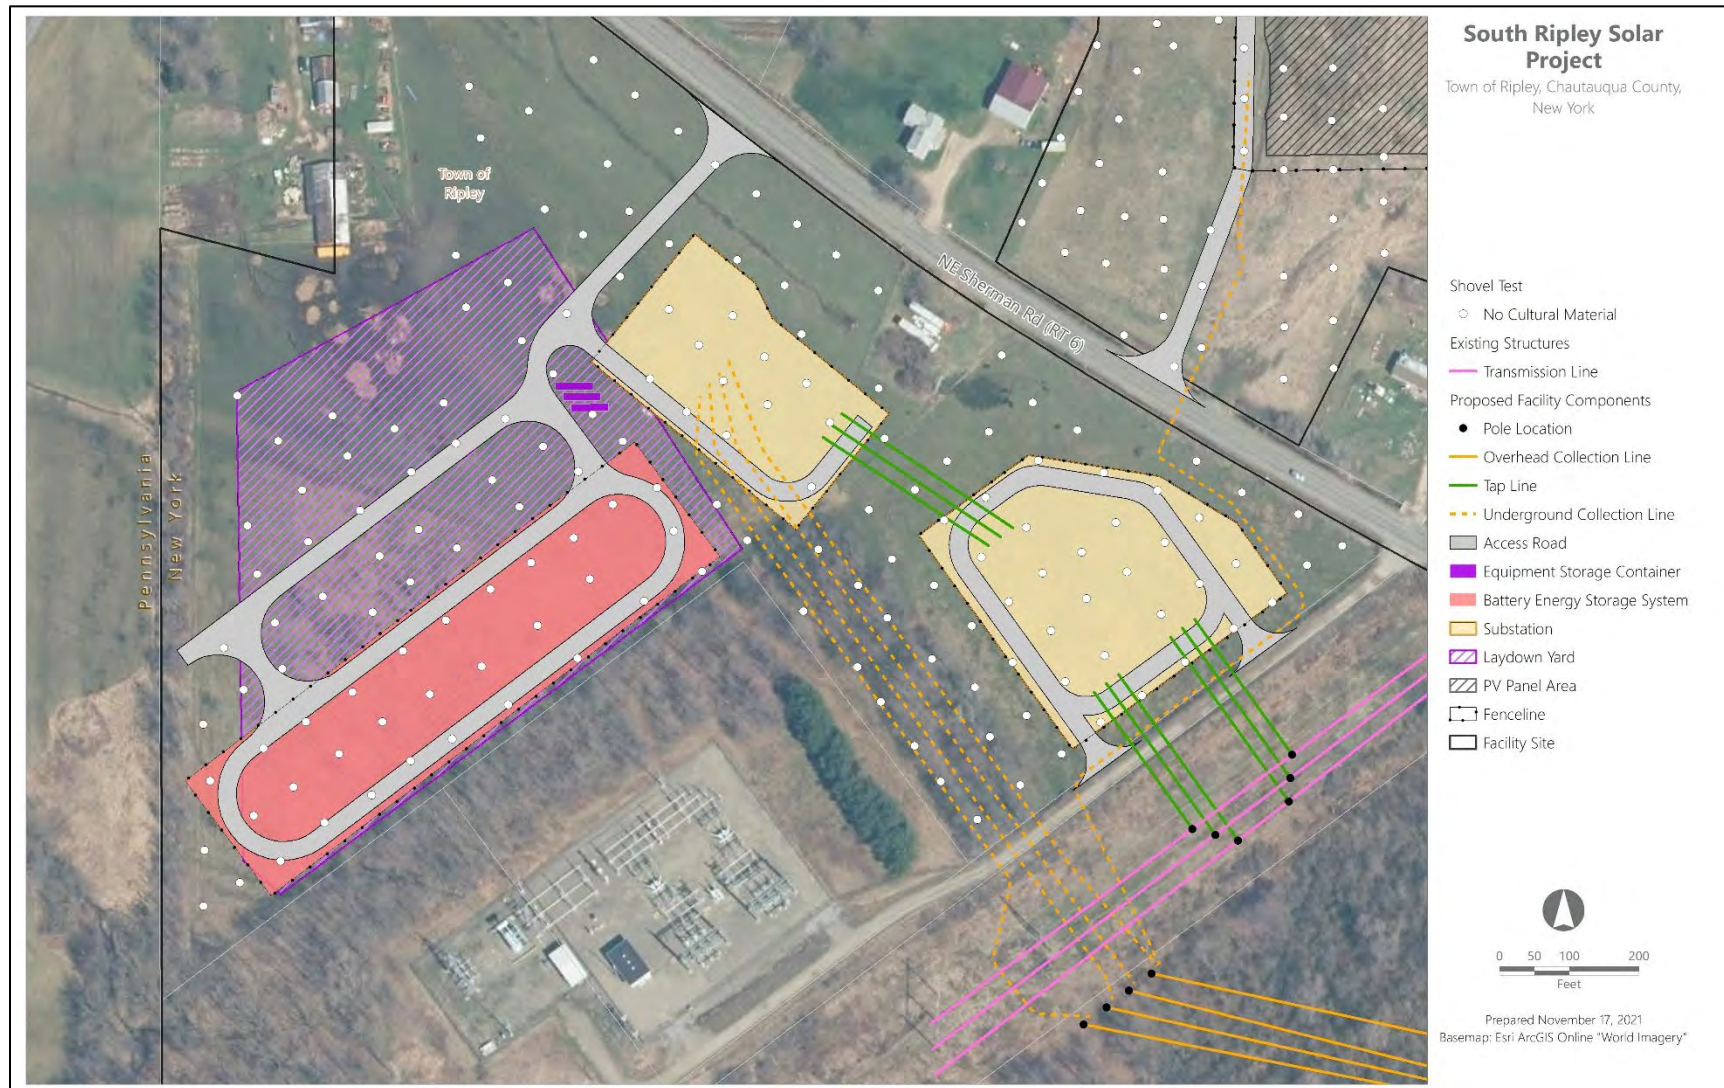 South Ripley Solar
Project
Town of Ripley, Chautauqua County,
New York
Town of
Ripley
NE Sherman Rd (RT 6)
Pennsylvania
New York
Shovel Test
No Cultural Material
Existing Structures
Transmission Line
Proposed Facility Components
Pole Location
Overhead Collection Line
Tap Line
Underground Collection Line
Access Road
Equipment Storage Container
Battery Energy Storage System
Substation
Laydown Yard
PV Panel Area
Fenceline
Facility Site
0 50 100 200
Feet
Prepared November 17, 2021
Basemap: Esri ArcGIS Online "World Imagery"